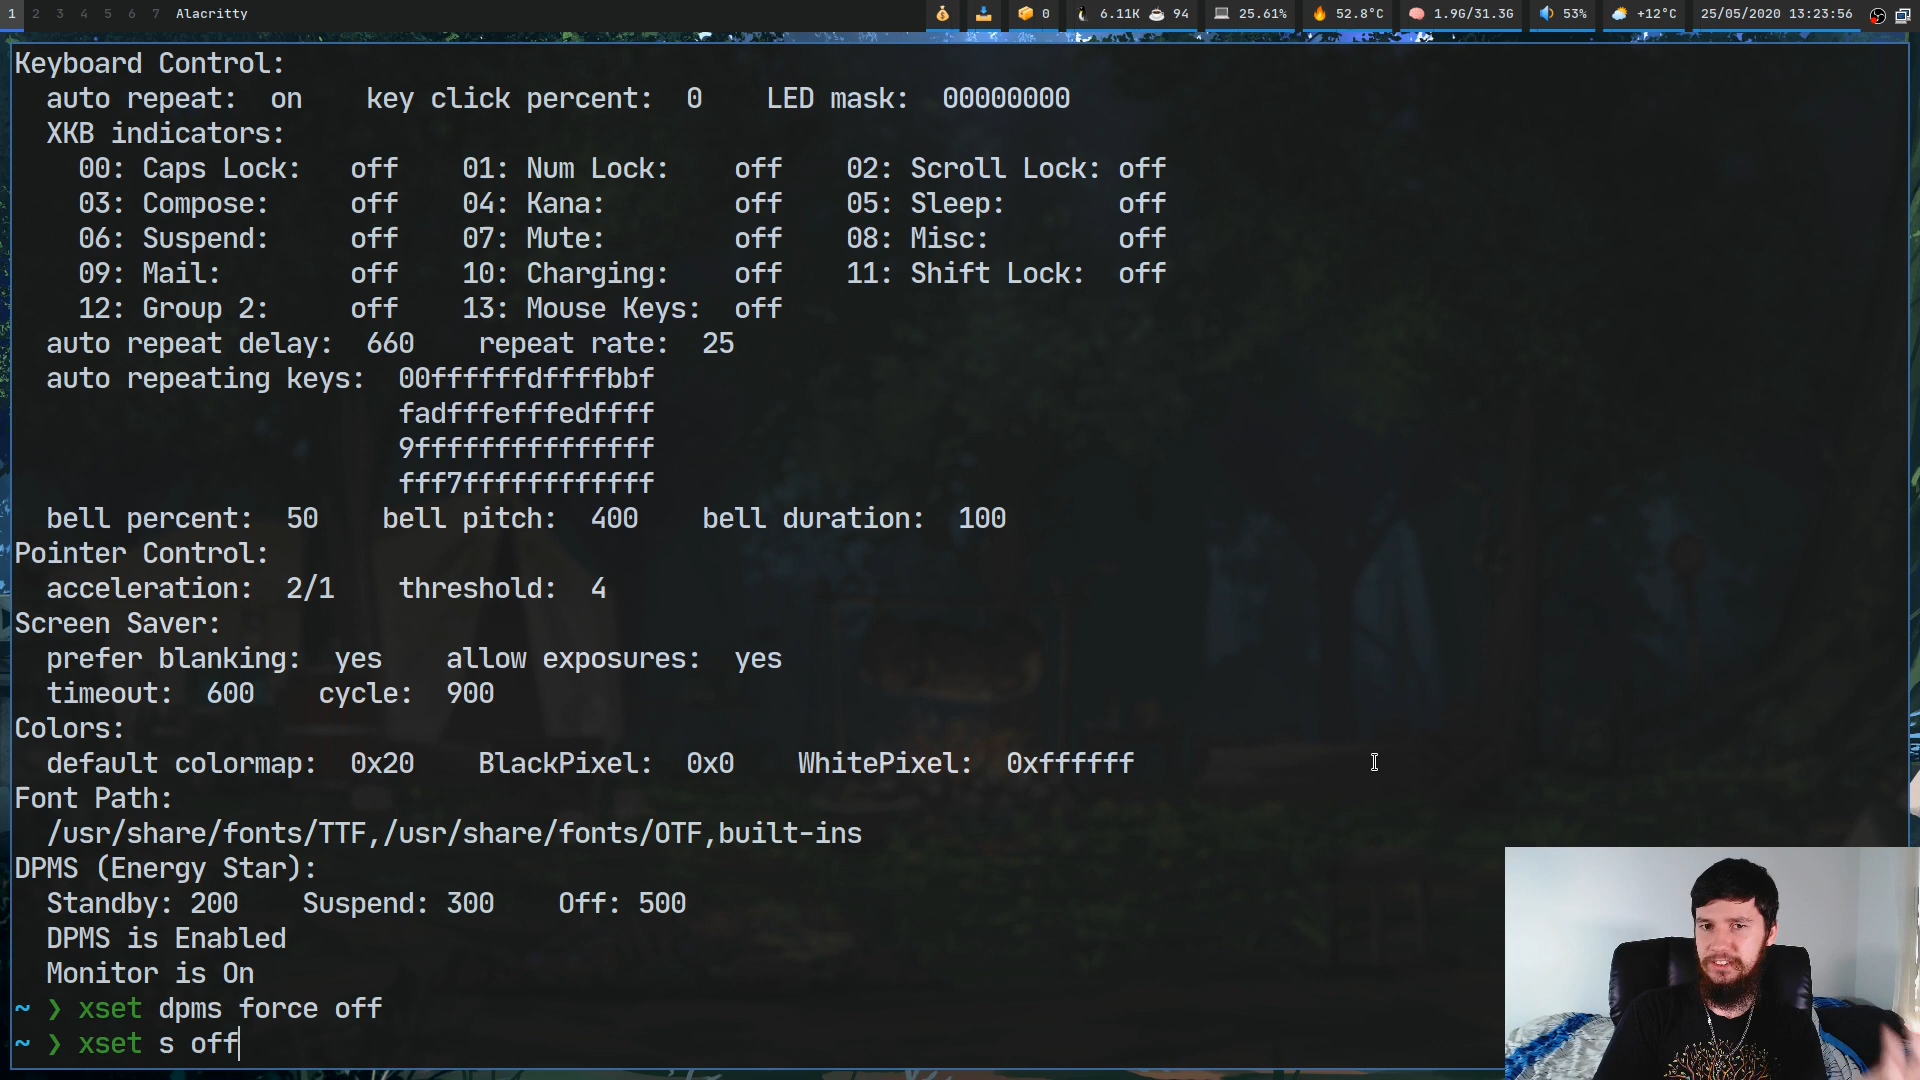 1 2 3 4 5 6 7 Alacritty 0 6.11K 94 25.61% 52.8°C 1.9G/31.3G 53% +12°C 25/05/2020 13:23:56
Keyboard Control:
auto repeat: on key click percent: 0 LED mask: 00000000
XKB indicators:
00: Caps Lock: off 01: Num Lock: off 02: Scroll Lock: off
03: Compose: off 04: Kana: off 05: Sleep: off
06: Suspend: off 07: Mute: off 08: Misc: off
09: Mail: off 10: Charging: off 11: Shift Lock: off
12: Group 2: off 13: Mouse Keys: off
auto repeat delay: 660 repeat rate: 25
auto repeating keys: 00ffffffdffffbbf
fadfffefffedffff
9fffffffffffffff
fff7ffffffffffff
bell percent: 50 bell pitch: 400 bell duration: 100
Pointer Control:
acceleration: 2/1 threshold: 4
Screen Saver:
prefer blanking: yes allow exposures: yes
timeout: 600 cycle: 900
Colors:
default colormap: 0x20 BlackPixel: 0x0 WhitePixel: 0xffffff
Font Path:
/usr/share/fonts/TTF,/usr/share/fonts/OTF,built-ins
DPMS (Energy Star):
Standby: 200 Suspend: 300 Off: 500
DPMS is Enabled
Monitor is On
~ ❯ xset dpms force off
~ ❯ xset s off